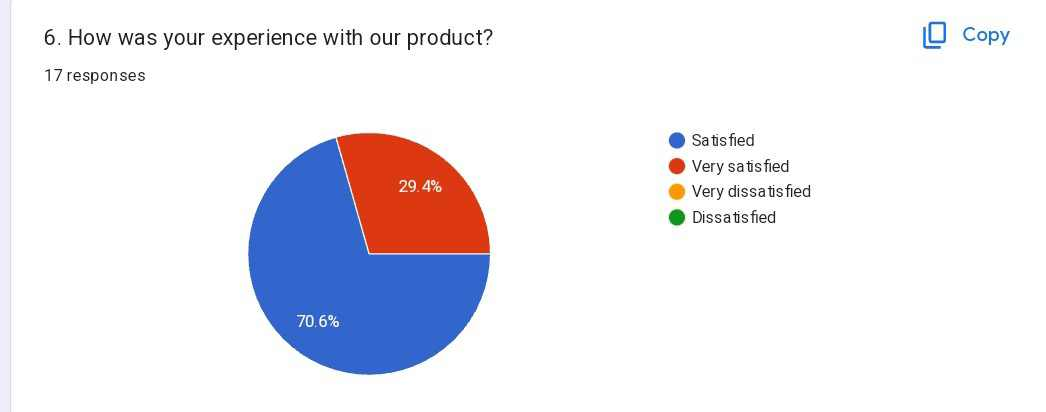 6. How was your experience with our product?
Copy
17 responses
Satisfied
Very satisfied
Very dissatisfied
Dissatisfied
29.4%
70.6%